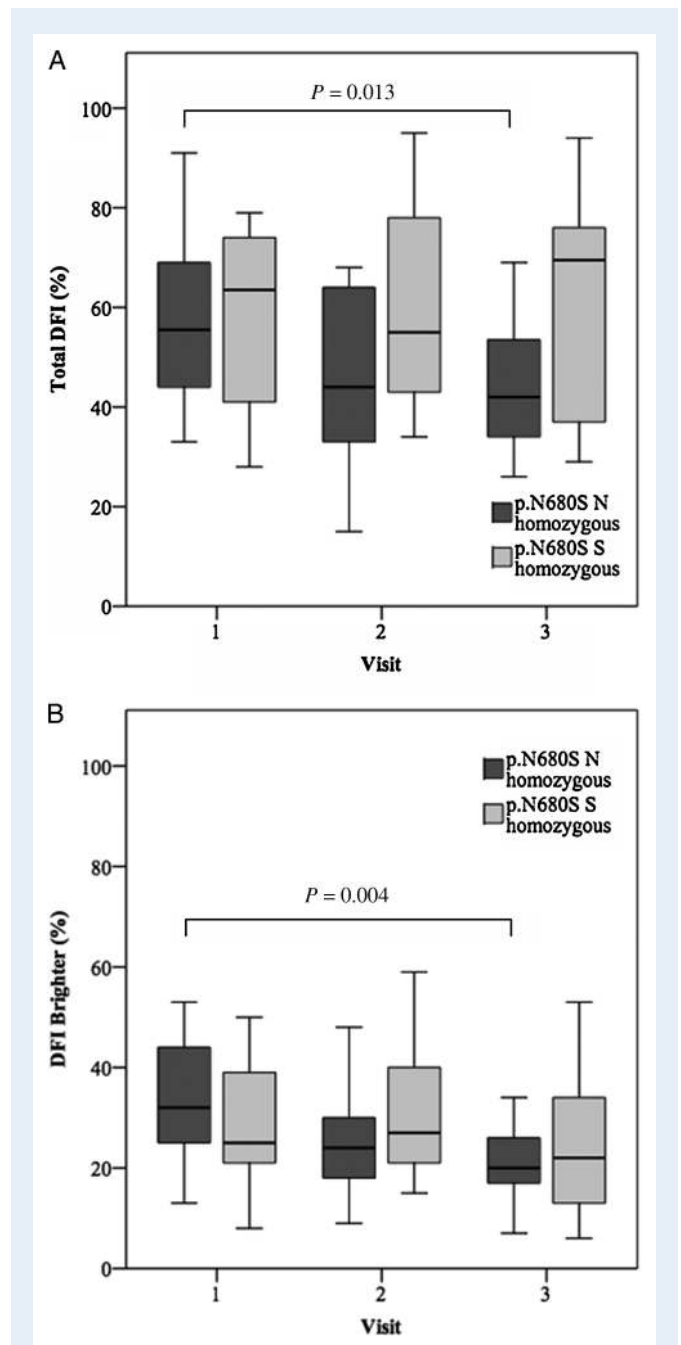 A
P = 0.013
100
80
60
40
20
0
Total DFI (%)
p.N680S N
homozygous
p.N680S S
homozygous
1 2 3
Visit
B
p.N680S N
homozygous
p.N680S S
homozygous
P = 0.004
100
80
60
40
20
0
DFI Brighter (%)
1 2 3
Visit